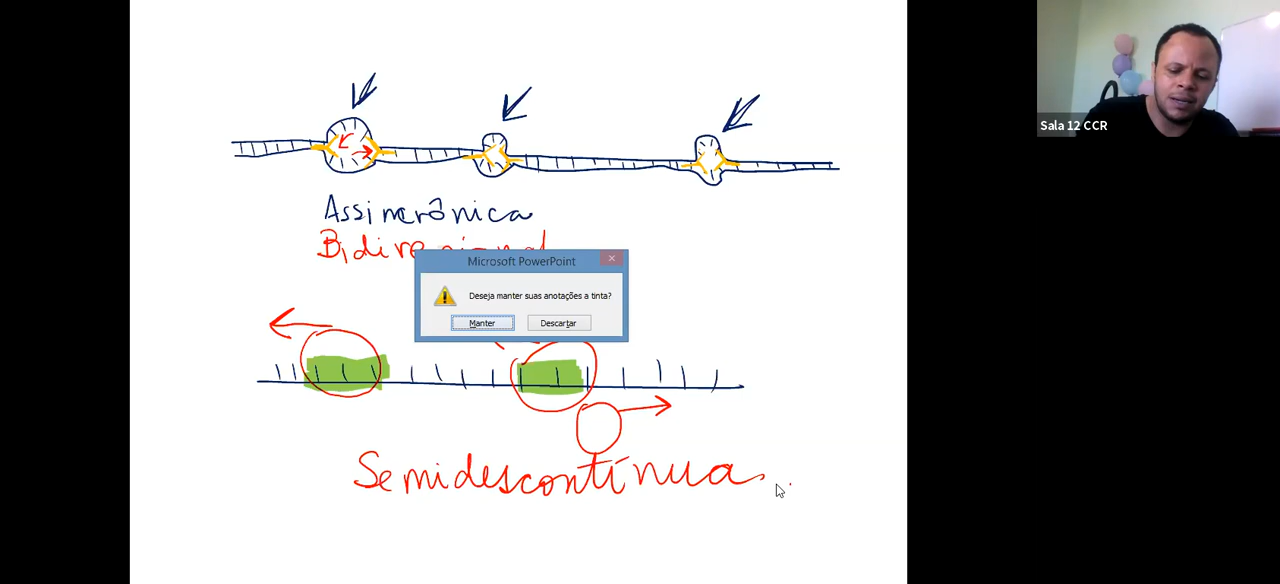 Sala 12 CCR
Assincrônica
Microsoft PowerPoint
Deseja manter suas anotações a tinta?
Manter
Descartar
Semidescontínua